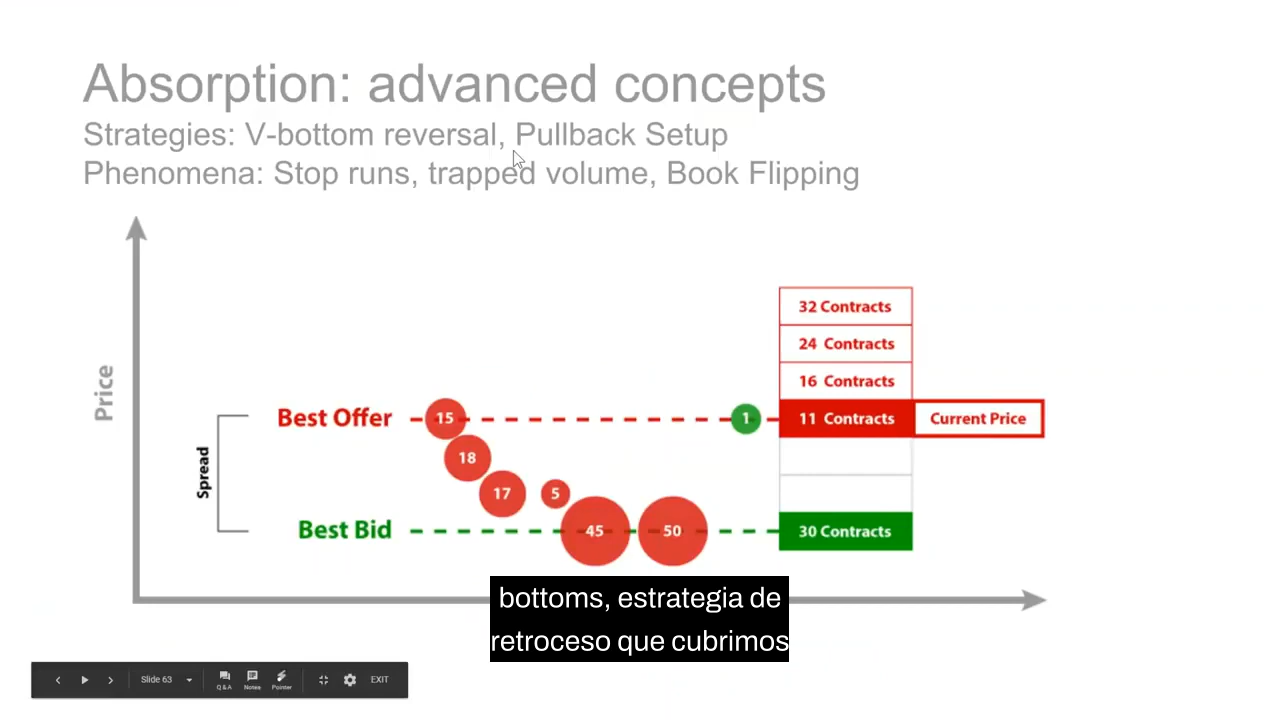 Absorption: advanced concepts
Strategies: V-bottom reversal, Pullback Setup
Phenomena: Stop runs, trapped volume, Book Flipping
Price
Spread
Best Offer
Best Bid
15
18
17
5
45
50
1
32 Contracts
24 Contracts
16 Contracts
11 Contracts
Current Price
30 Contracts
bottoms, estrategia de
retroceso que cubrimos
Slide 63
Q & A
Notes
Pointer
EXIT